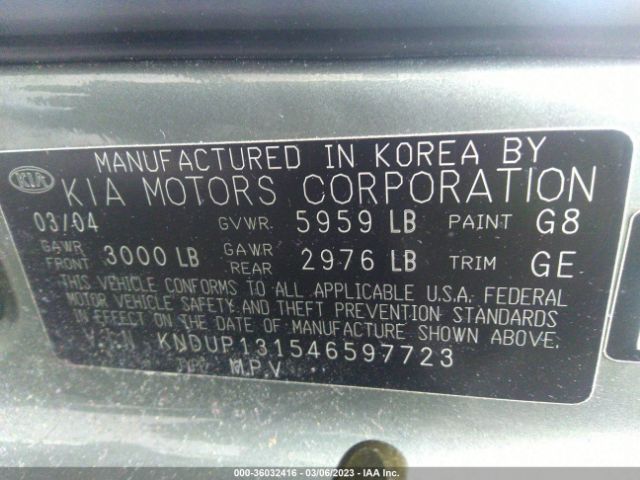 MANUFACTURED IN KOREA BY
KIA KIA MOTORS CORPORATION
03/04 GVWR 5959 LB PAINT G8
GAWR FRONT 3000 LB GAWR REAR 2976 LB TRIM GE
THIS VEHICLE CONFORMS TO ALL APPLICABLE U.S.A. FEDERAL
MOTOR VEHICLE SAFETY AND THEFT PREVENTION STANDARDS
IN EFFECT ON THE DATE OF MANUFACTURE SHOWN ABOVE.
V.I.N KNDUP131546597723
TYPE M.P.V
000-36032416 - 03/06/2023 - IAA Inc.